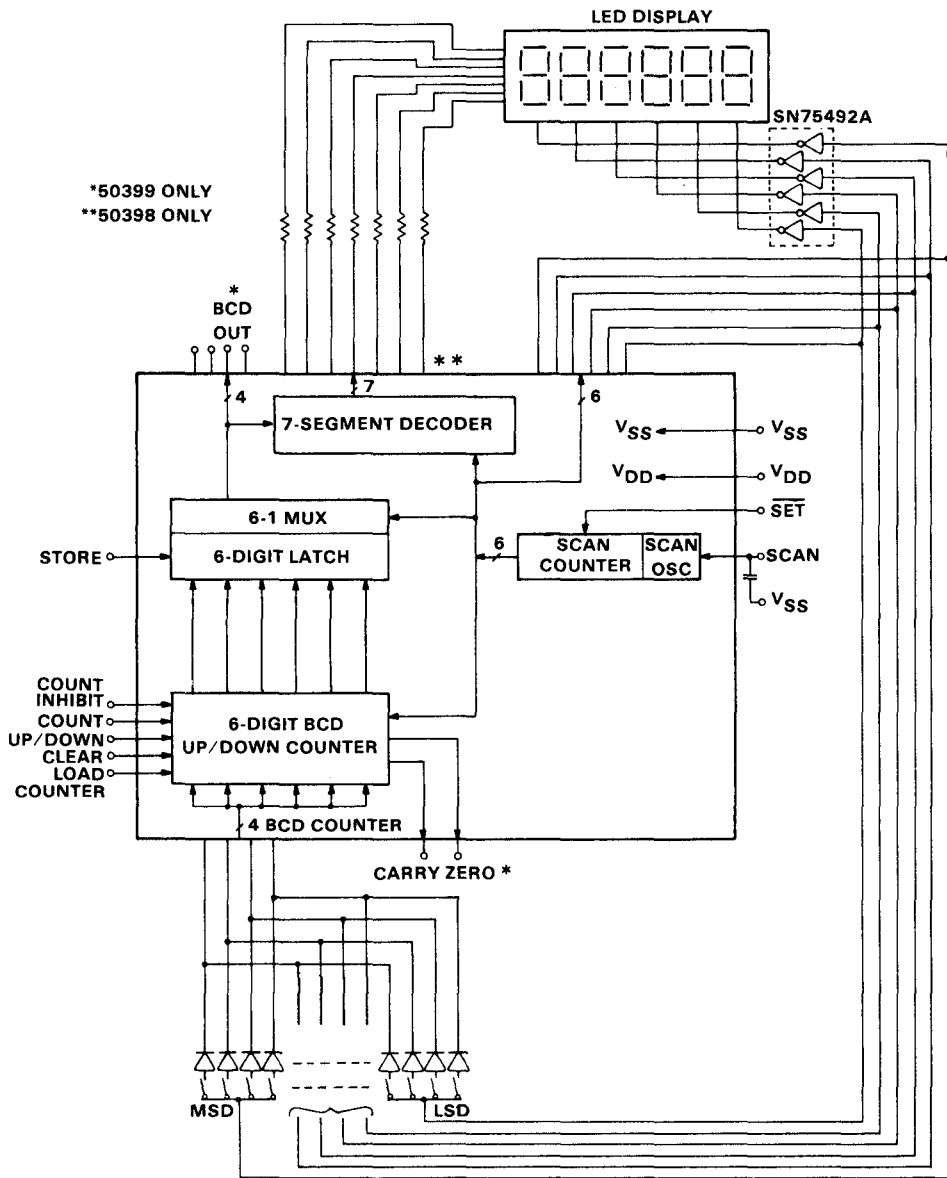 LED DISPLAY
SN75492A
*50399 ONLY
**50398 ONLY
*
BCD
OUT
**
4
7
6
7-SEGMENT DECODER
VSS
VSS
VDD
VDD
SET
6-1 MUX
6-DIGIT LATCH
STORE
6
SCAN
COUNTER
SCAN
OSC
SCAN
VSS
COUNT
INHIBIT
COUNT
UP/DOWN
CLEAR
LOAD
COUNTER
6-DIGIT BCD
UP/DOWN COUNTER
4 BCD COUNTER
CARRY ZERO *
MSD
LSD